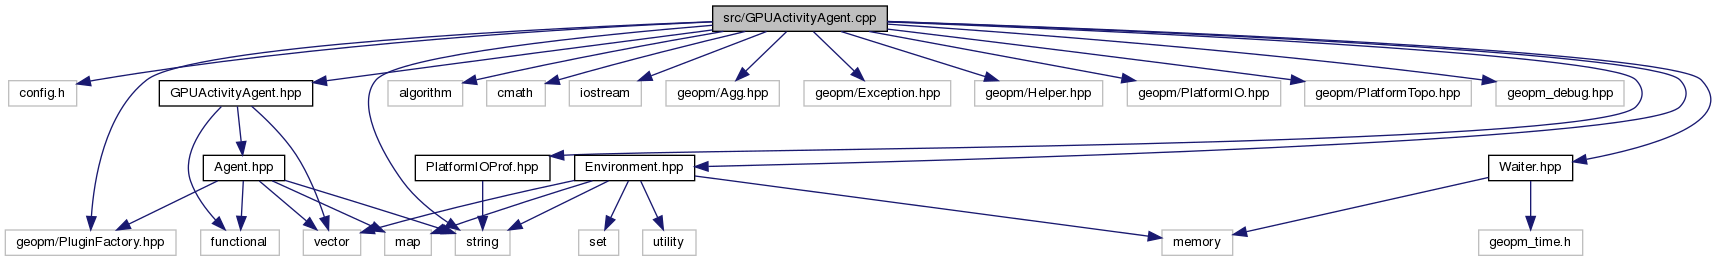 src/GPUActivityAgent.cpp
config.h
GPUActivityAgent.hpp
algorithm
cmath
iostream
geopm/Agg.hpp
geopm/Exception.hpp
geopm/Helper.hpp
geopm/PlatformIO.hpp
geopm/PlatformTopo.hpp
geopm_debug.hpp
Agent.hpp
PlatformIOProf.hpp
Environment.hpp
Waiter.hpp
geopm/PluginFactory.hpp
functional
vector
map
string
set
utility
memory
geopm_time.h